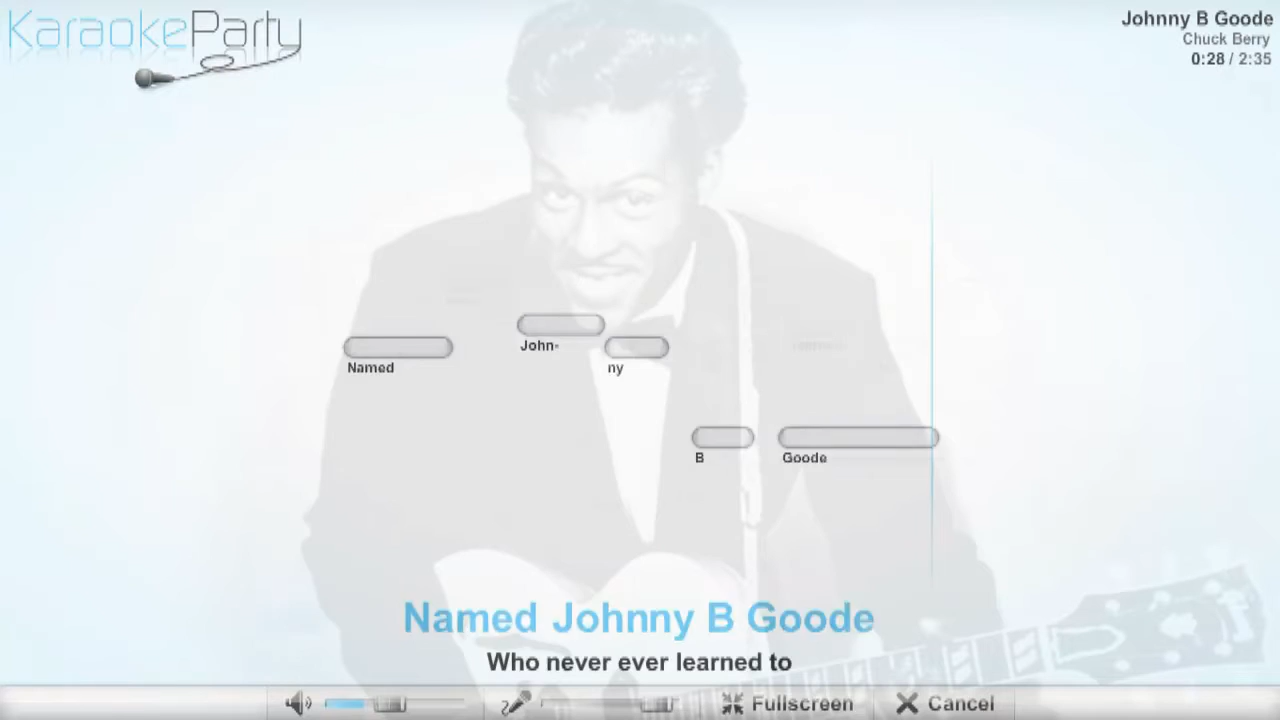 KaraokeParty
Johnny B Goode
Chuck Berry
0:28 / 2:35
Named
John-
ny
B
Goode
Named Johnny B Goode
Who never ever learned to
Fullscreen
Cancel